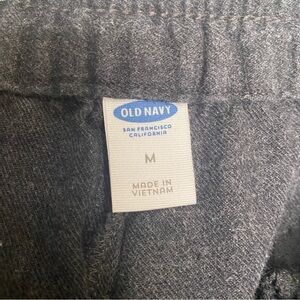 OLD NAVY
SAN FRANCISCO
CALIFORNIA
M
MADE IN
VIETNAM